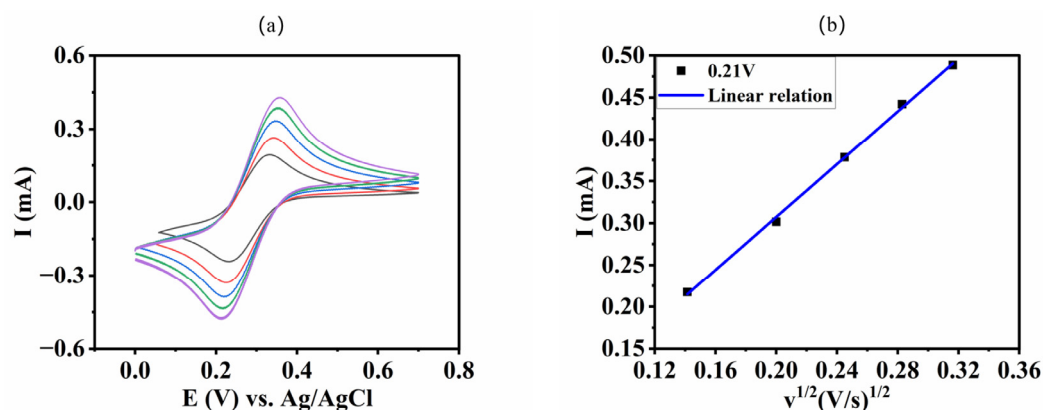 (a)
0.6
0.3
0.0
−0.3
−0.6
I (mA)
0.0 0.2 0.4 0.6 0.8
E (V) vs. Ag/AgCl
(b)
0.50
0.45
0.40
0.35
0.30
0.25
0.20
0.15
I (mA)
0.21V
Linear relation
0.12 0.16 0.20 0.24 0.28 0.32 0.36
v^1/2(V/s)^1/2